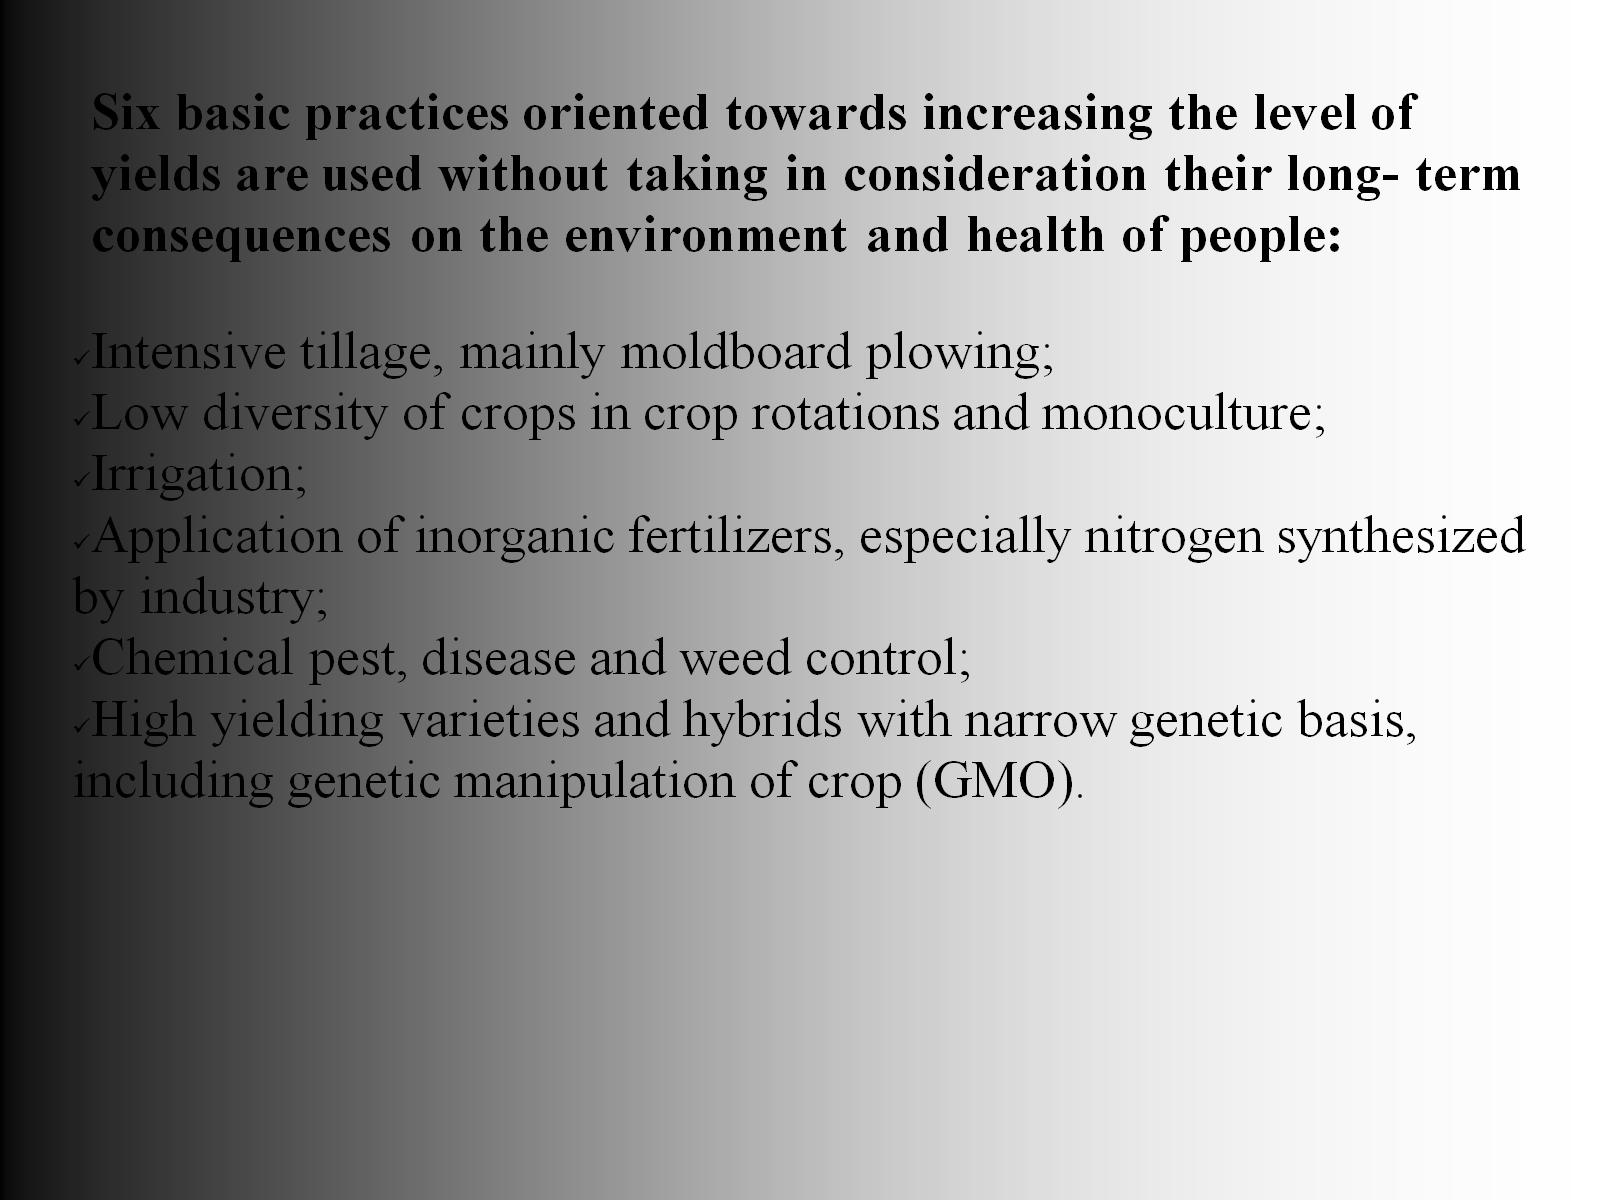 Six basic practices oriented towards increasing the level of
yields are used without taking in consideration their long- term
consequences on the environment and health of people:
✓Intensive tillage, mainly moldboard plowing;
✓Low diversity of crops in crop rotations and monoculture;
✓Irrigation;
✓Application of inorganic fertilizers, especially nitrogen synthesized
by industry;
✓Chemical pest, disease and weed control;
✓High yielding varieties and hybrids with narrow genetic basis,
including genetic manipulation of crop (GMO).